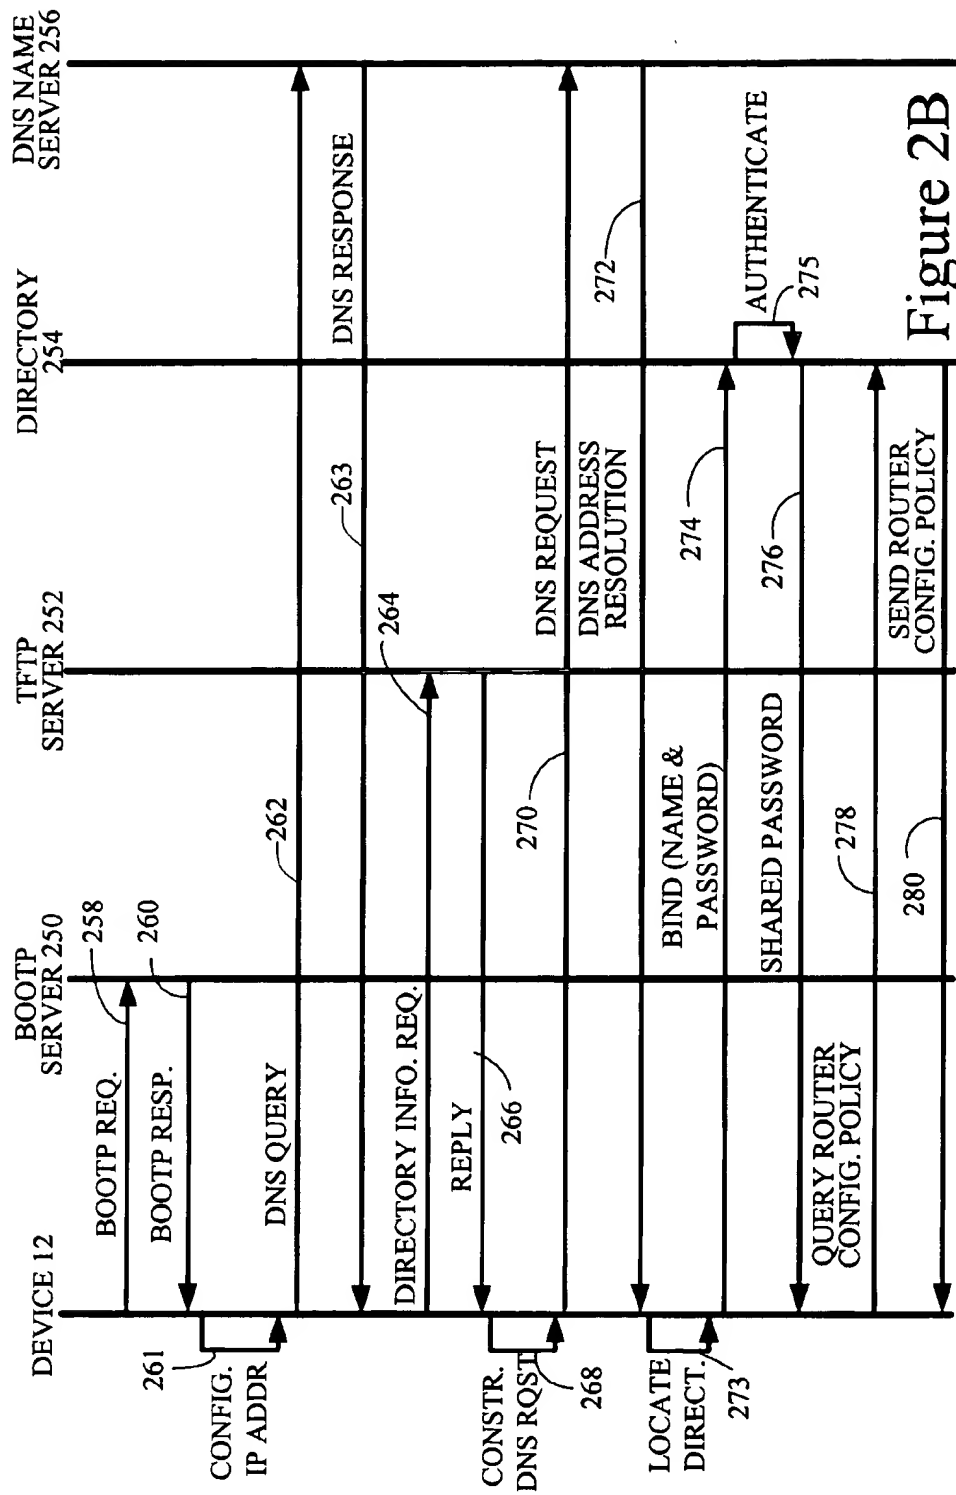 DEVICE 12
BOOTP
SERVER 250
TFTP
SERVER 252
DIRECTORY
254
DNS NAME
SERVER 256
BOOTP REQ.
258
BOOTP RESP.
260
261
CONFIG.
IP ADDR
DNS QUERY
262
263
DNS RESPONSE
DIRECTORY INFO. REQ.
264
REPLY
266
CONSTR.
DNS RQST
268
270
DNS REQUEST
DNS ADDRESS
RESOLUTION
272
LOCATE
DIRECT.
273
BIND (NAME &
PASSWORD)
274
AUTHENTICATE
275
SHARED PASSWORD
276
QUERY ROUTER
CONFIG. POLICY
278
SEND ROUTER
CONFIG. POLICY
280
Figure 2B